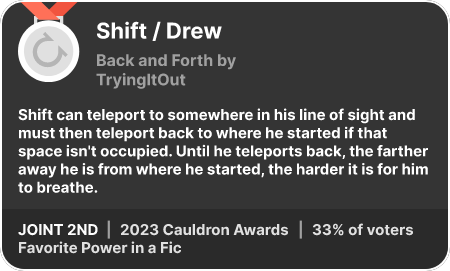 Shift / Drew
Back and Forth by
TryingItOut
Shift can teleport to somewhere in his line of sight and
must then teleport back to where he started if that
space isn't occupied. Until he teleports back, the farther
away he is from where he started, the harder it is for him
to breathe.
JOINT 2ND | 2023 Cauldron Awards | 33% of voters
Favorite Power in a Fic